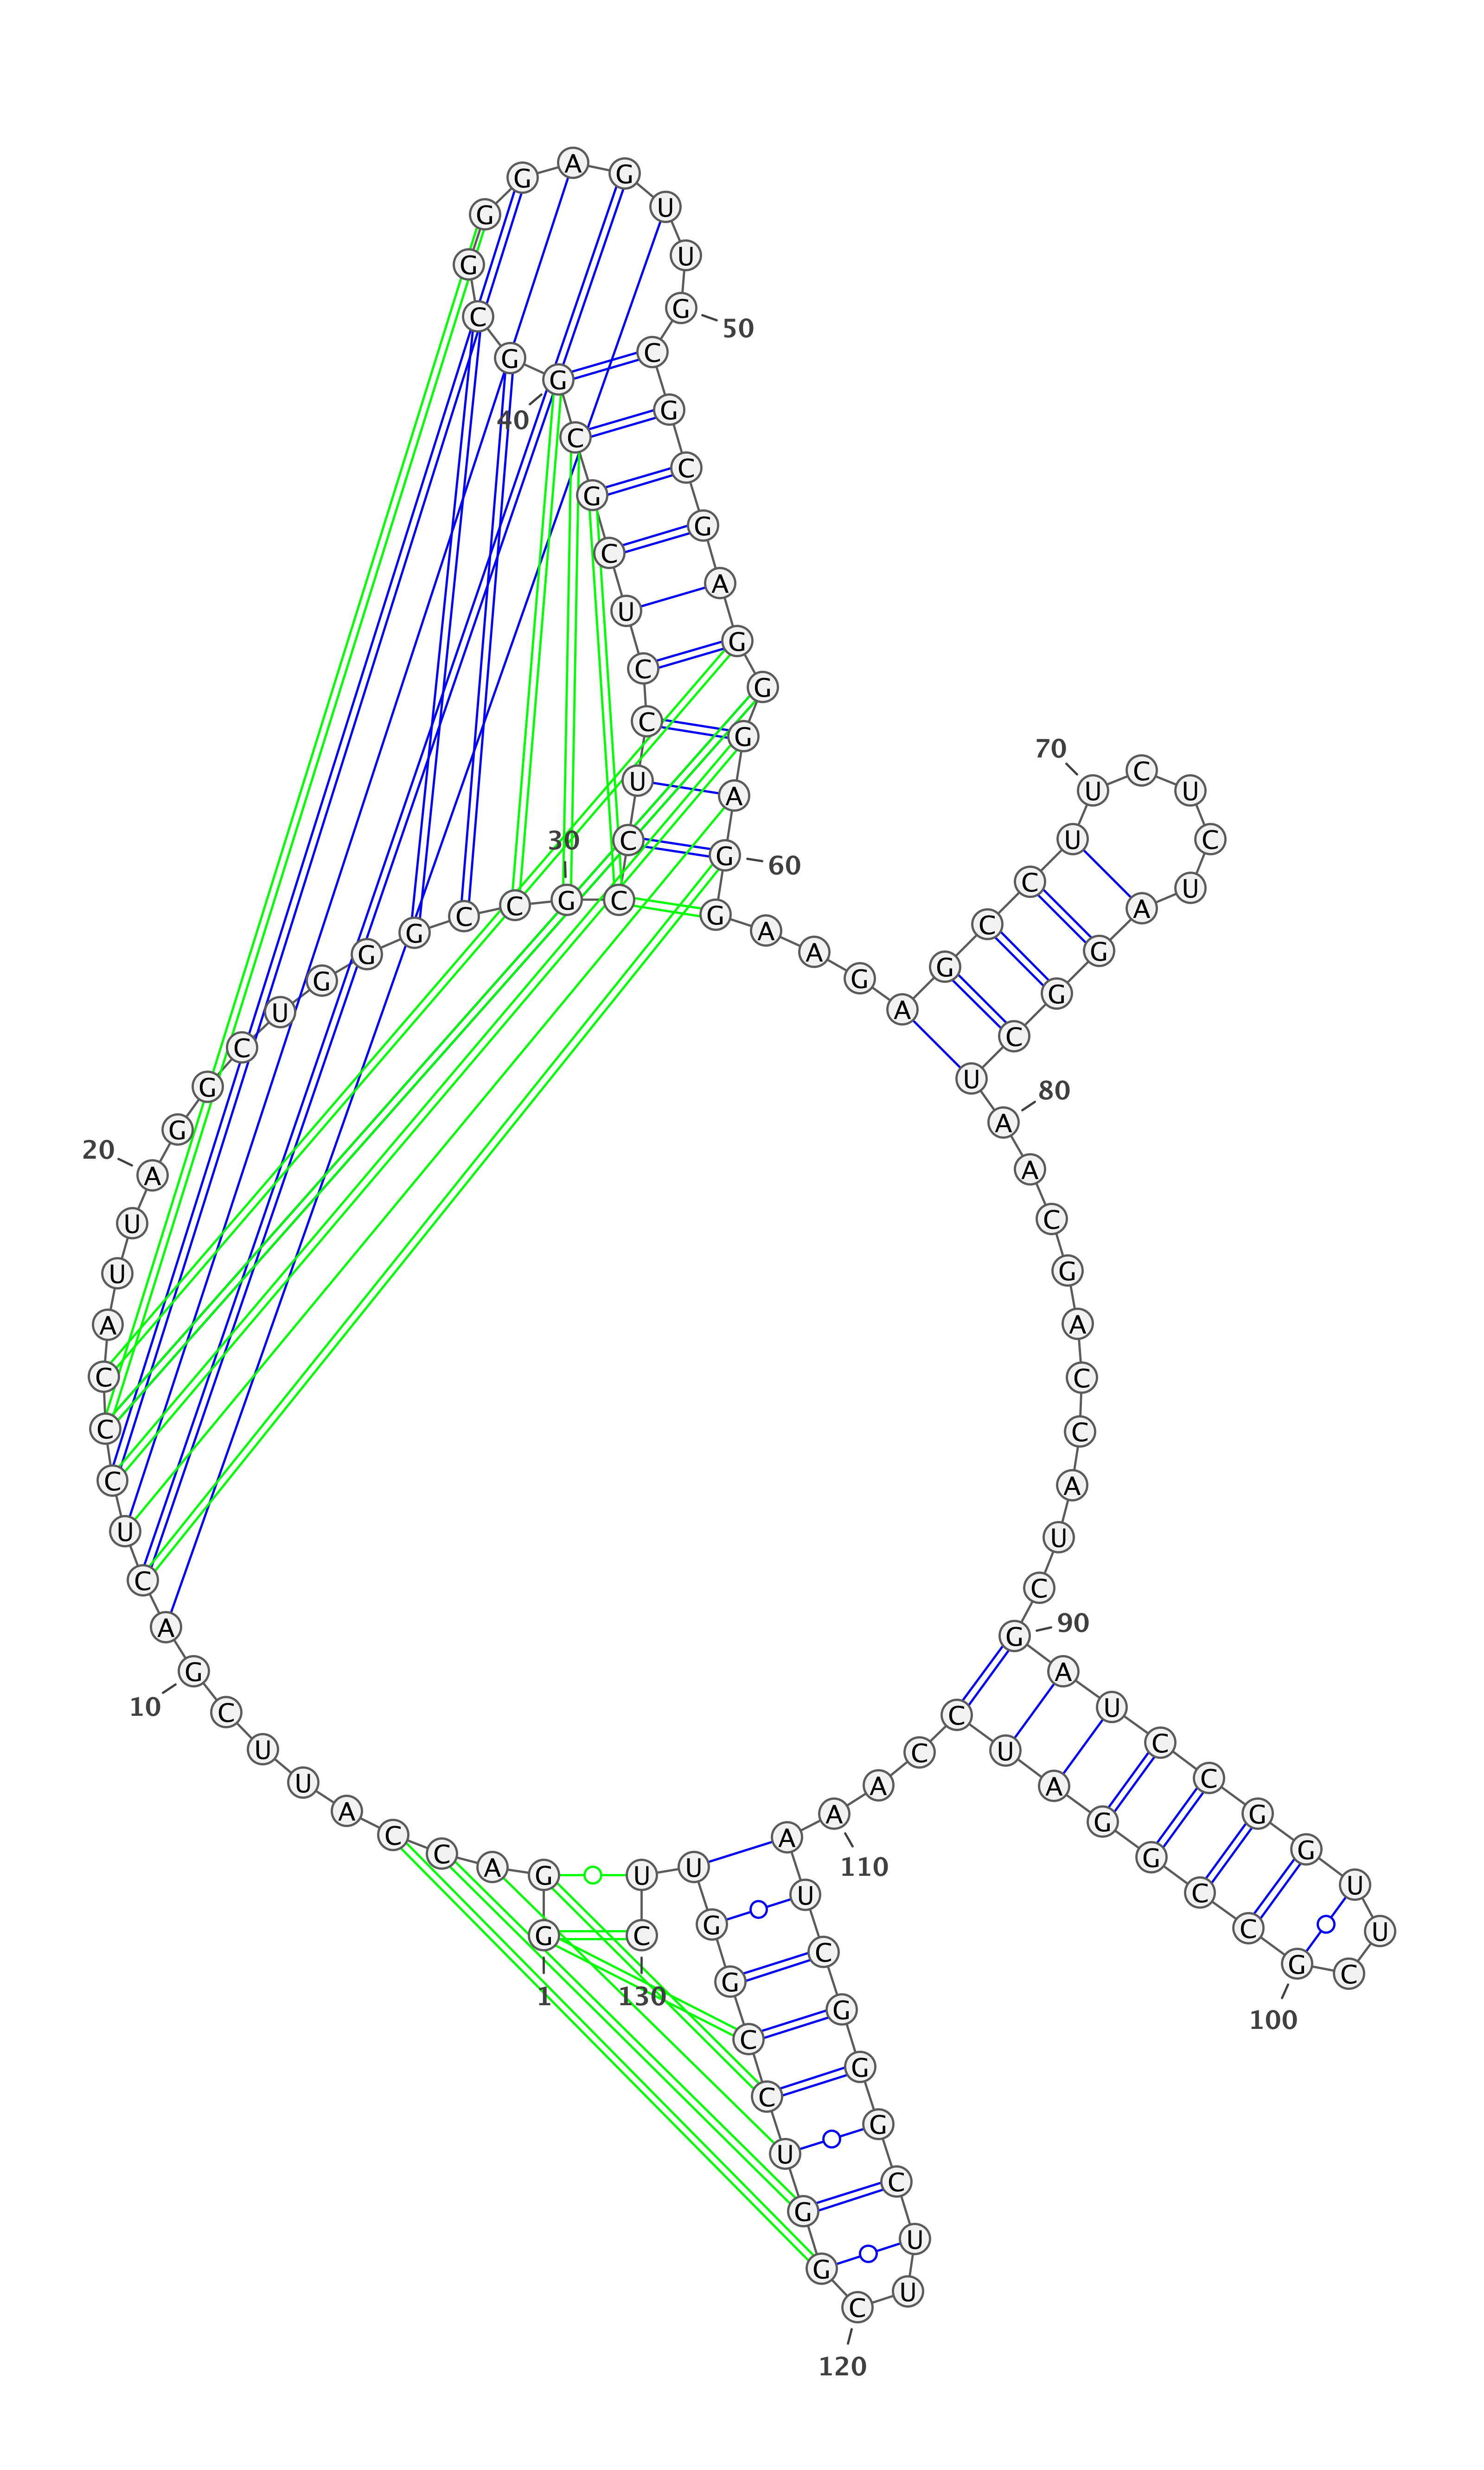 1
G G A C C A U U C G
10
A C U C C C A U U A
20
G G C U G G G C C G
30
C C U C C U C G C G
40
G C G G G A G U U G
50
C G C G A G G G A G
60
G A A G A G C C U U
70
C U C U A G G C U A
80
A C G A C C A U C G
90
A U C C G G U U C G
100
C C G G A U C C A A
110
A U C G G G C U U C
120
G G U C C G G U U C
130